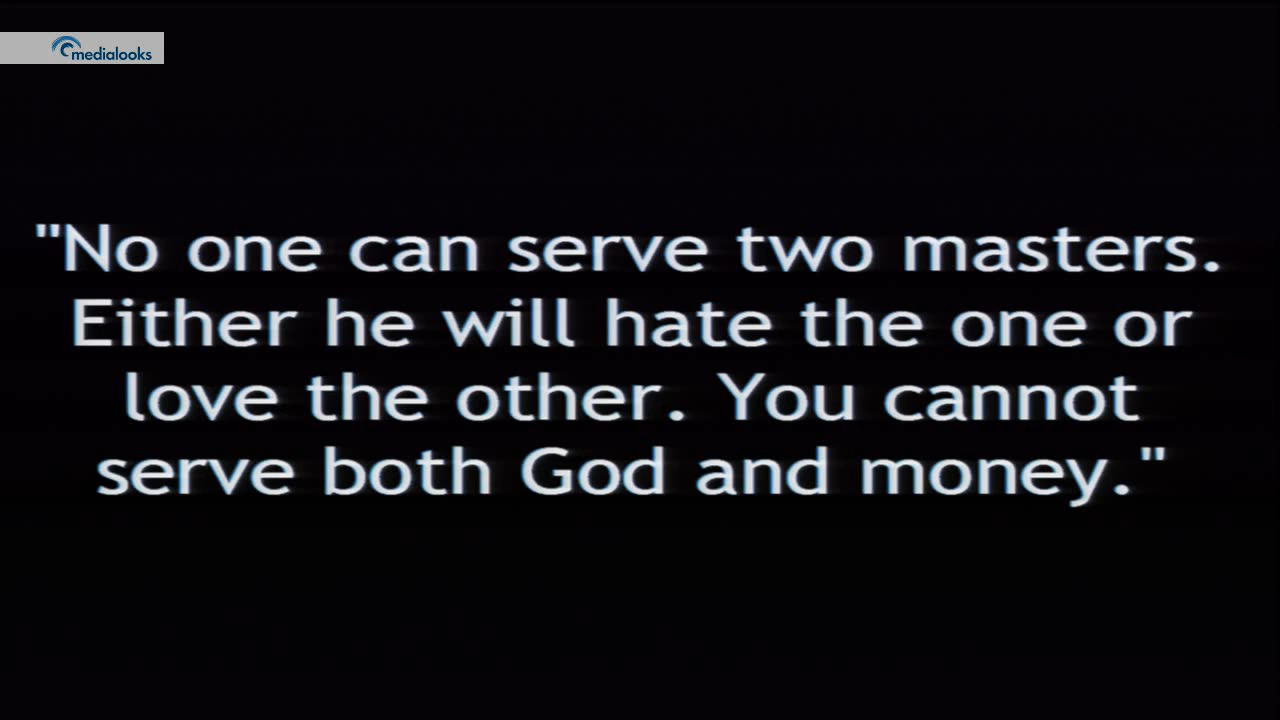 medialooks
"No one can serve two masters.
Either he will hate the one or
love the other. You cannot
serve both God and money."